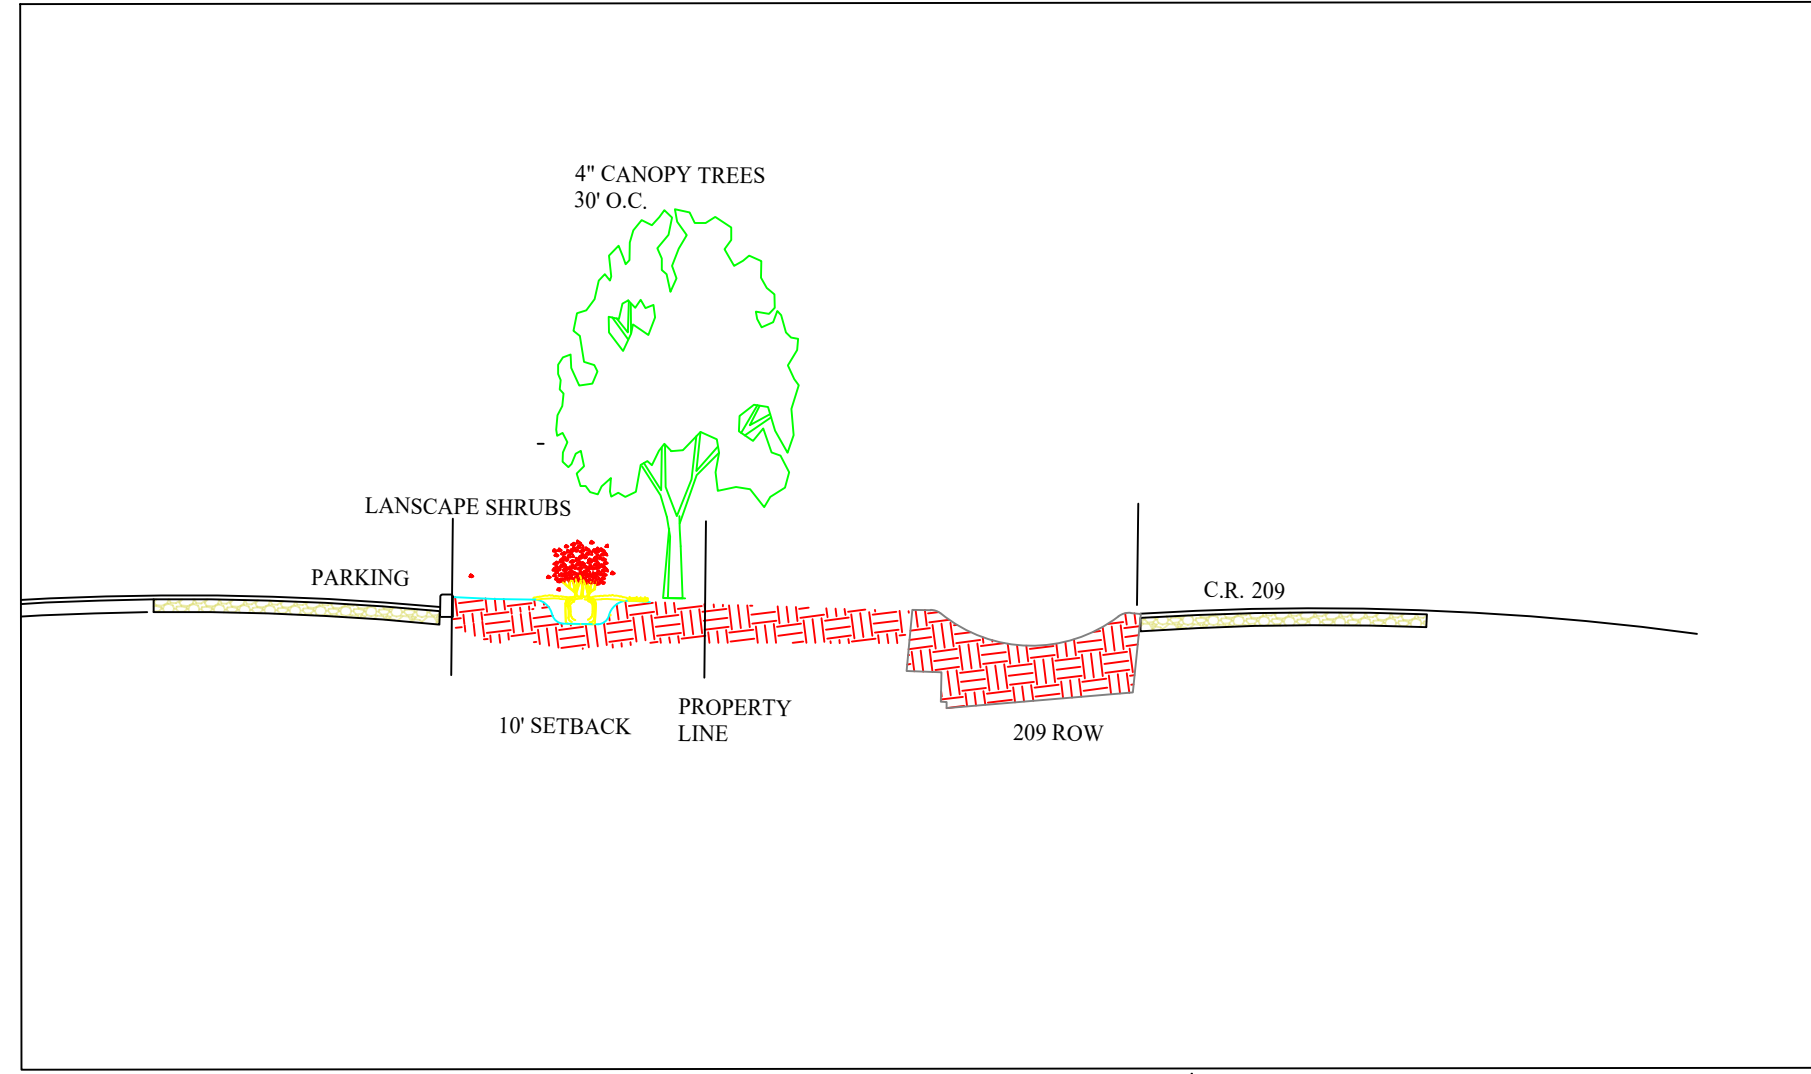 4" CANOPY TREES
30' O.C.
LANSCAPE SHRUBS
PARKING
C.R. 209
PROPERTY
LINE
10' SETBACK
209 ROW